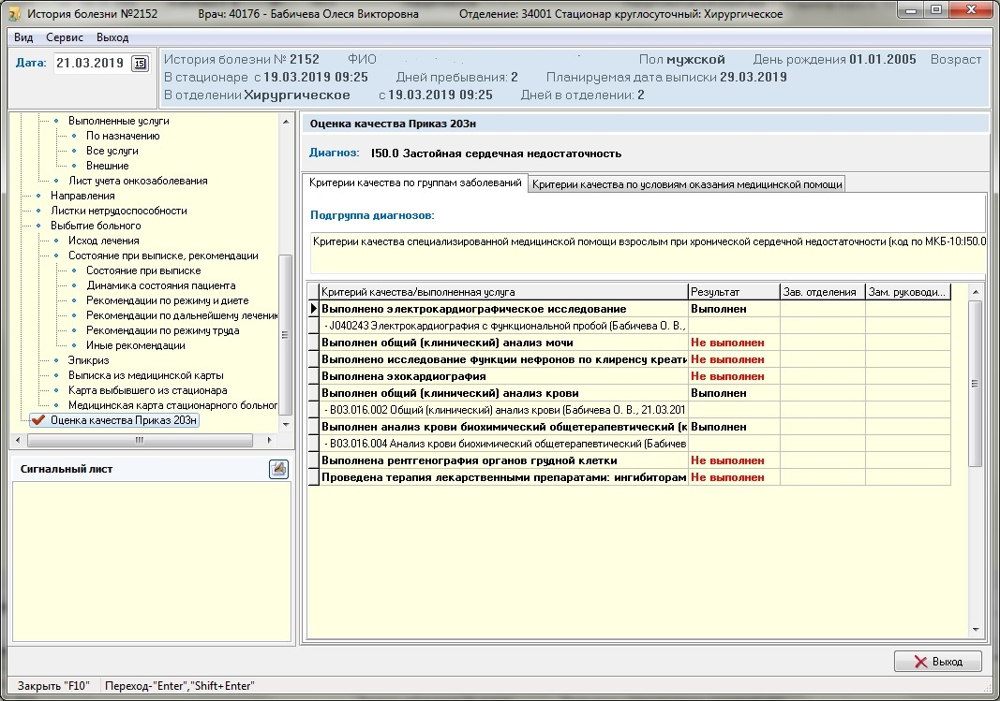 История болезни №2152 Врач: 40176 - Бабичева Олеся Викторовна Отделение: 34001 Стационар круглосуточный: Хирургическое
Вид Сервис Выход
Дата: 21.03.2019 15
История болезни № 2152 ФИО Пол мужской День рождения 01.01.2005 Возраст
В стационаре с 19.03.2019 09:25 Дней пребывания: 2 Планируемая дата выписки 29.03.2019
В отделении Хирургическое с 19.03.2019 09:25 Дней в отделении: 2
Выполненные услуги
По назначению
Все услуги
Внешние
Лист учета онкозаболевания
Направления
Листки нетрудоспособности
Выбытие больного
Исход лечения
Состояние при выписке, рекомендации
Состояние при выписке
Динамика состояния пациента
Рекомендации по режиму и диете
Рекомендации по дальнейшему лечени
Рекомендации по режиму труда
Иные рекомендации
Эпикриз
Выписка из медицинской карты
Карта выбывшего из стационара
Медицинская карта стационарного больног
Оценка качества Приказ 203н
Сигнальный лист
Оценка качества Приказ 203н
Диагноз: I50.0 Застойная сердечная недостаточность
Критерии качества по группам заболеваний Критерии качества по условиям оказания медицинской помощи
Подгруппа диагнозов:
Критерии качества специализированной медицинской помощи взрослым при хронической сердечной недостаточности (код по МКБ-10:I50.0
Критерий качества/выполненная услуга Результат Зав. отделения Зам. руководи...
Выполнено электрокардиографическое исследование Выполнен
- J040243 Электрокардиография с функциональной пробой (Бабичева О. В.,
Выполнен общий (клинический) анализ мочи Не выполнен
Выполнено исследование функции нефронов по клиренсу креати Не выполнен
Выполнена эхокардиография Не выполнен
Выполнен общий (клинический) анализ крови Выполнен
- B03.016.002 Общий (клинический) анализ крови (Бабичева О. В., 21.03.201
Выполнен анализ крови биохимический общетерапевтический (к Выполнен
- B03.016.004 Анализ крови биохимический общетерапевтический (Бабичев
Выполнена рентгенография органов грудной клетки Не выполнен
Проведена терапия лекарственными препаратами: ингибиторам Не выполнен
Выход
Закрыть "F10" Переход-"Enter","Shift+Enter"